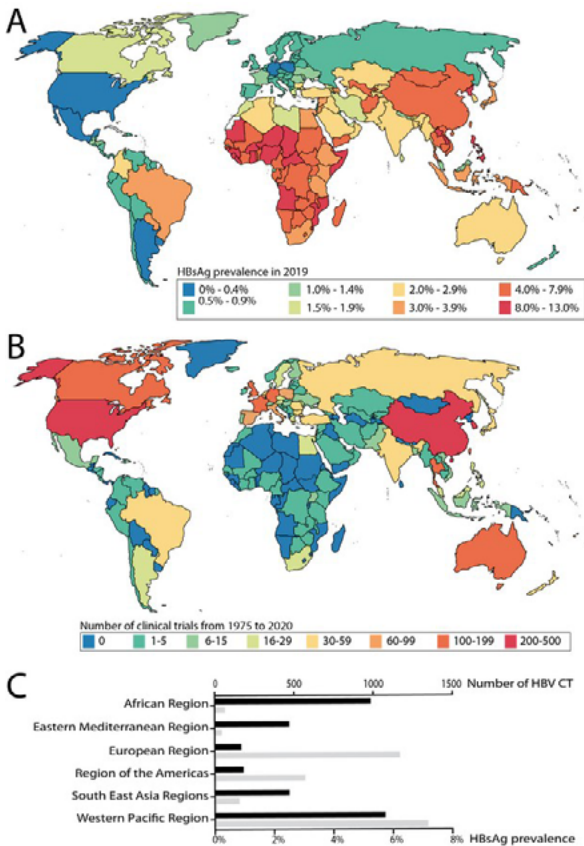 A
HBsAg prevalence in 2019
0% - 0.4% 1.0% - 1.4% 2.0% - 2.9% 4.0% - 7.9%
0.5% - 0.9% 1.5% - 1.9% 3.0% - 3.9% 8.0% - 13.0%
B
Number of clinical trials from 1975 to 2020
0 1-5 6-15 16-29 30-59 60-99 100-199 200-500
C
0 500 1000 1500 Number of HBV CT
African Region
Eastern Mediterranean Region
European Region
Region of the Americas
South East Asia Regions
Western Pacific Region
0 2% 4% 6% 8% HBsAg prevalence